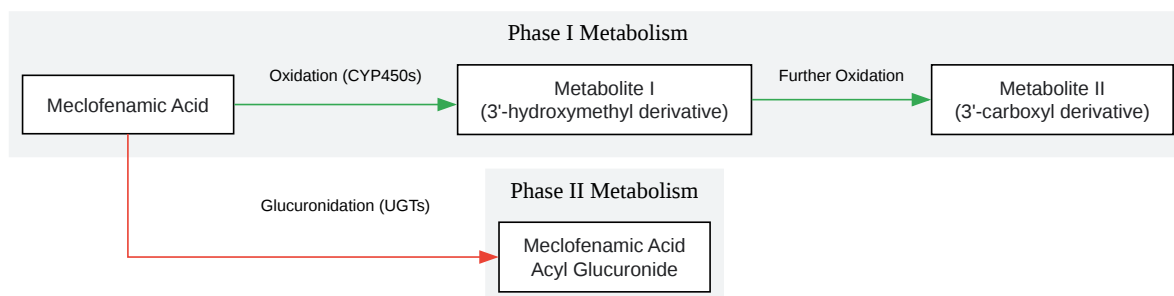 Phase I Metabolism
Oxidation (CYP450s)
Further Oxidation
Meclofenamic Acid
Metabolite I
(3'-hydroxymethyl derivative)
Metabolite II
(3'-carboxyl derivative)
Phase II Metabolism
Glucuronidation (UGTs)
Meclofenamic Acid
Acyl Glucuronide